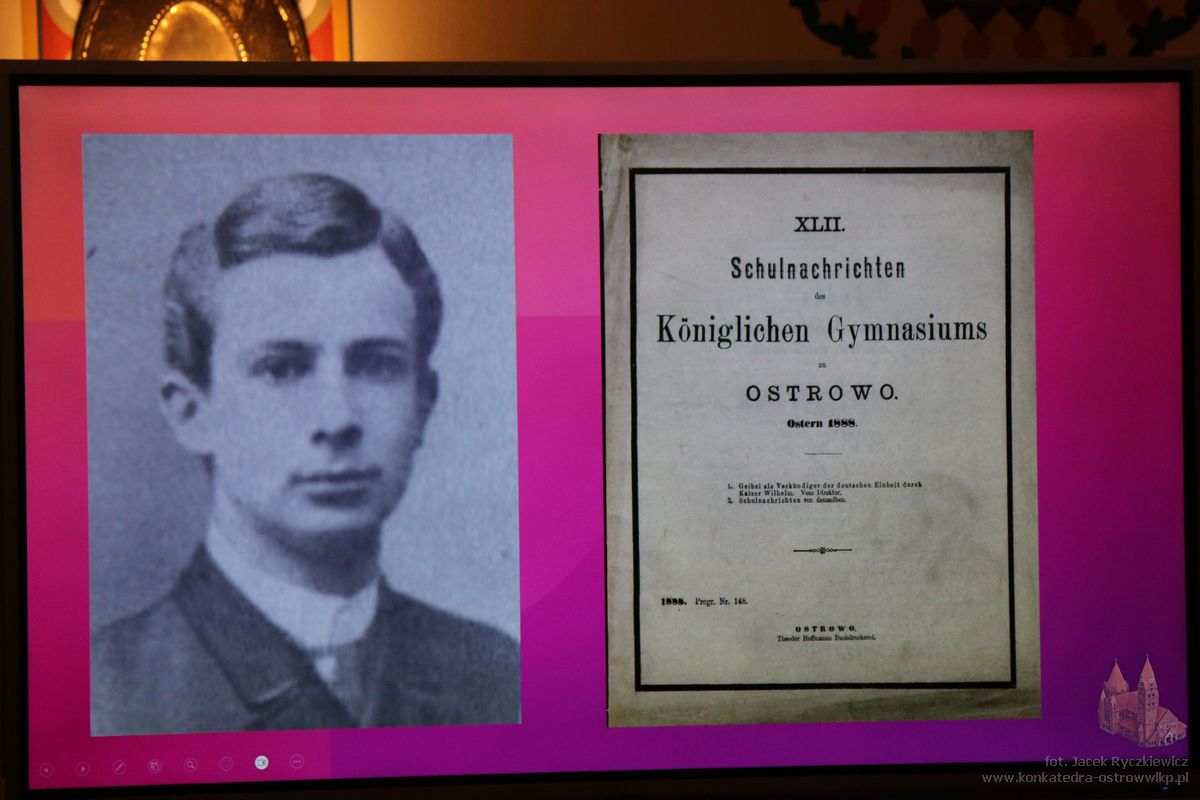 XLII.
Schulnachrichten
des
Königlichen Gymnasiums
zu
OSTROWO.
Ostern 1888.
1. Geibel als Verkündiger der deutschen Einheit durch
Kaiser Wilhelm. Vom Direktor.
2. Schulnachrichten von demselben.
1888. Progr. Nr. 148.
OSTROWO.
Theodor Hoffmanns Buchdruckerei.
fot. Jacek Ryczkiewicz
www.konkatedra-ostrowwlkp.pl